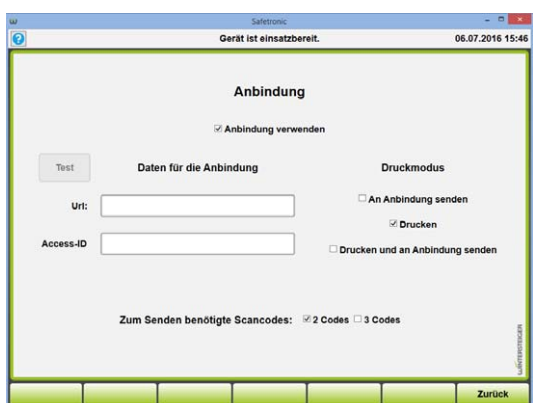 Safetronic
Gerät ist einsatzbereit.
06.07.2016 15:46
Anbindung
Anbindung verwenden
Test
Daten für die Anbindung
Druckmodus
Url:
An Anbindung senden
Drucken
Access-ID
Drucken und an Anbindung senden
Zum Senden benötigte Scancodes: 2 Codes 3 Codes
WINTERSTEIGER
Zurück